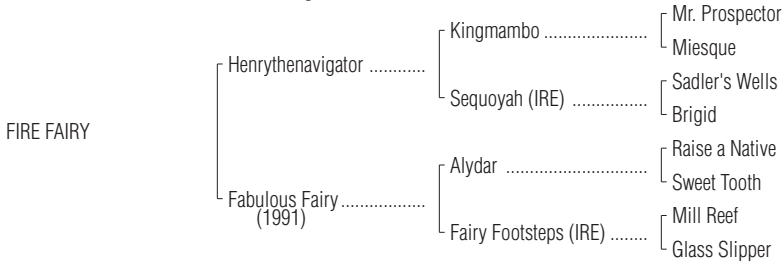 Mr. Prospector
Kingmambo ......................
Miesque
Henrythenavigator ............
Sadler's Wells
Sequoyah (IRE) ................
Brigid
FIRE FAIRY
Raise a Native
Alydar ..............................
Sweet Tooth
Fabulous Fairy ..................
(1991)
Mill Reef
Fairy Footsteps (IRE) ........
Glass Slipper